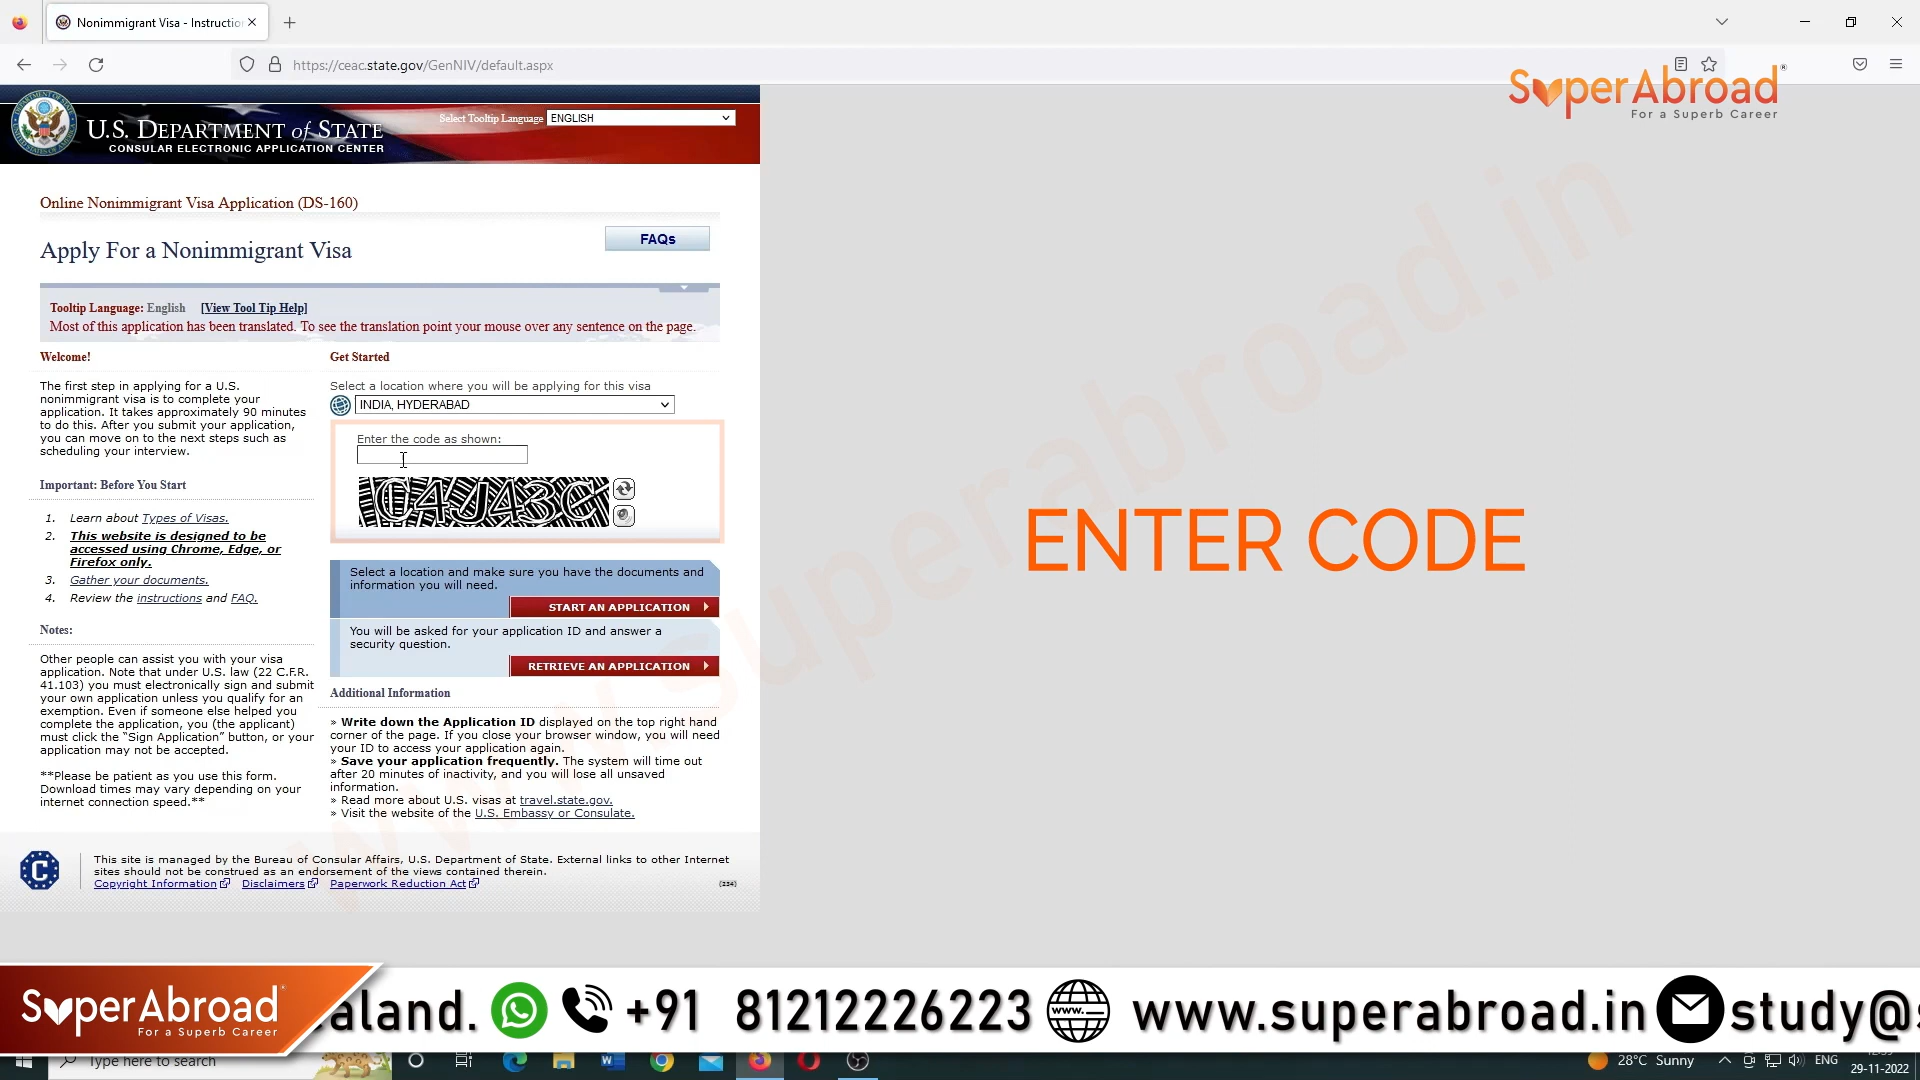 Nonimmigrant Visa - Instructio
https://ceac.state.gov/GenNIV/default.aspx
SuperAbroad®
For a Superb Career
U.S. DEPARTMENT of STATE
CONSULAR ELECTRONIC APPLICATION CENTER
Select Tooltip Language ENGLISH
Online Nonimmigrant Visa Application (DS-160)
Apply For a Nonimmigrant Visa
FAQs
Tooltip Language: English [View Tool Tip Help]
Most of this application has been translated. To see the translation point your mouse over any sentence on the page.
Welcome!
The first step in applying for a U.S.
nonimmigrant visa is to complete your
application. It takes approximately 90 minutes
to do this. After you submit your application,
you can move on to the next steps such as
scheduling your interview.
Important: Before You Start
1. Learn about Types of Visas.
2. This website is designed to be
accessed using Chrome, Edge, or
Firefox only.
3. Gather your documents.
4. Review the instructions and FAQ.
Notes:
Other people can assist you with your visa
application. Note that under U.S. law (22 C.F.R.
41.103) you must electronically sign and submit
your own application unless you qualify for an
exemption. Even if someone else helped you
complete the application, you (the applicant)
must click the “Sign Application” button, or your
application may not be accepted.
**Please be patient as you use this form.
Download times may vary depending on your
internet connection speed.**
Get Started
Select a location where you will be applying for this visa
INDIA, HYDERABAD
Enter the code as shown:
C4J43C
Select a location and make sure you have the documents and
information you will need.
START AN APPLICATION
You will be asked for your application ID and answer a
security question.
RETRIEVE AN APPLICATION
Additional Information
» Write down the Application ID displayed on the top right hand
corner of the page. If you close your browser window, you will need
your ID to access your application again.
» Save your application frequently. The system will time out
after 20 minutes of inactivity, and you will lose all unsaved
information.
» Read more about U.S. visas at travel.state.gov.
» Visit the website of the U.S. Embassy or Consulate.
ENTER CODE
www.superabroad.in
This site is managed by the Bureau of Consular Affairs, U.S. Department of State. External links to other Internet
sites should not be construed as an endorsement of the views contained herein.
Copyright Information Disclaimers Paperwork Reduction Act
(234)
SuperAbroad®
For a Superb Career
ealand. +91 81212226223 www.superabroad.in study@s
Type here to search
28°C Sunny
ENG
29-11-2022